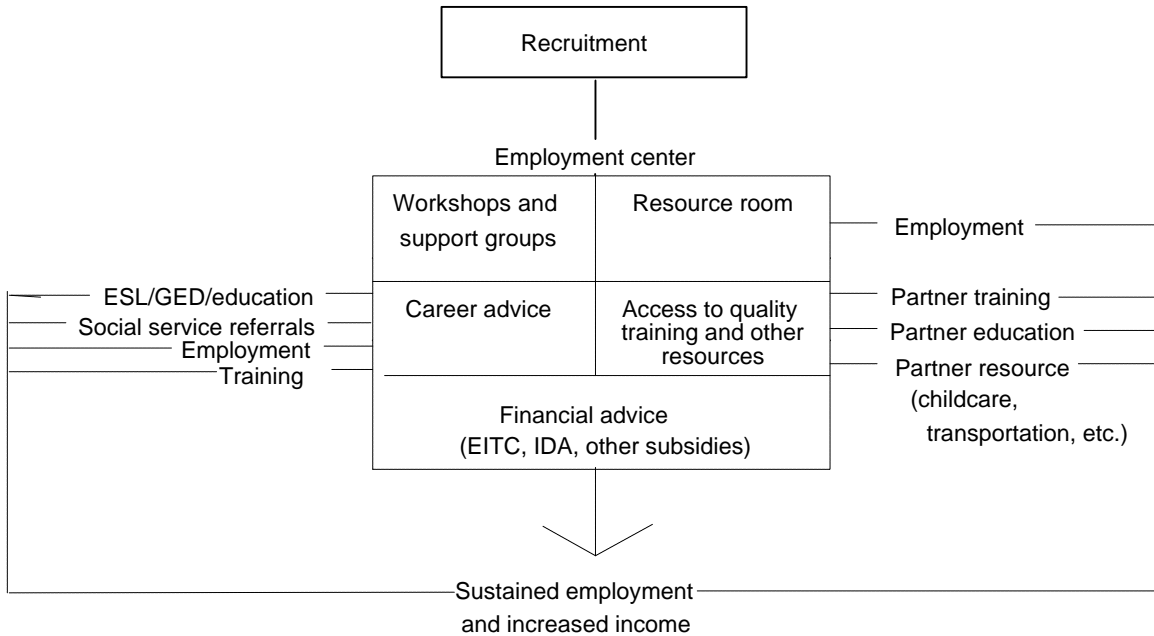 Recruitment
Employment center
Workshops and
support groups
Resource room
Employment
ESL/GED/education
Social service referrals
Employment
Training
Career advice
Access to quality
training and other
resources
Partner training
Partner education
Partner resource
(childcare,
transportation, etc.)
Financial advice
(EITC, IDA, other subsidies)
Sustained employment
and increased income